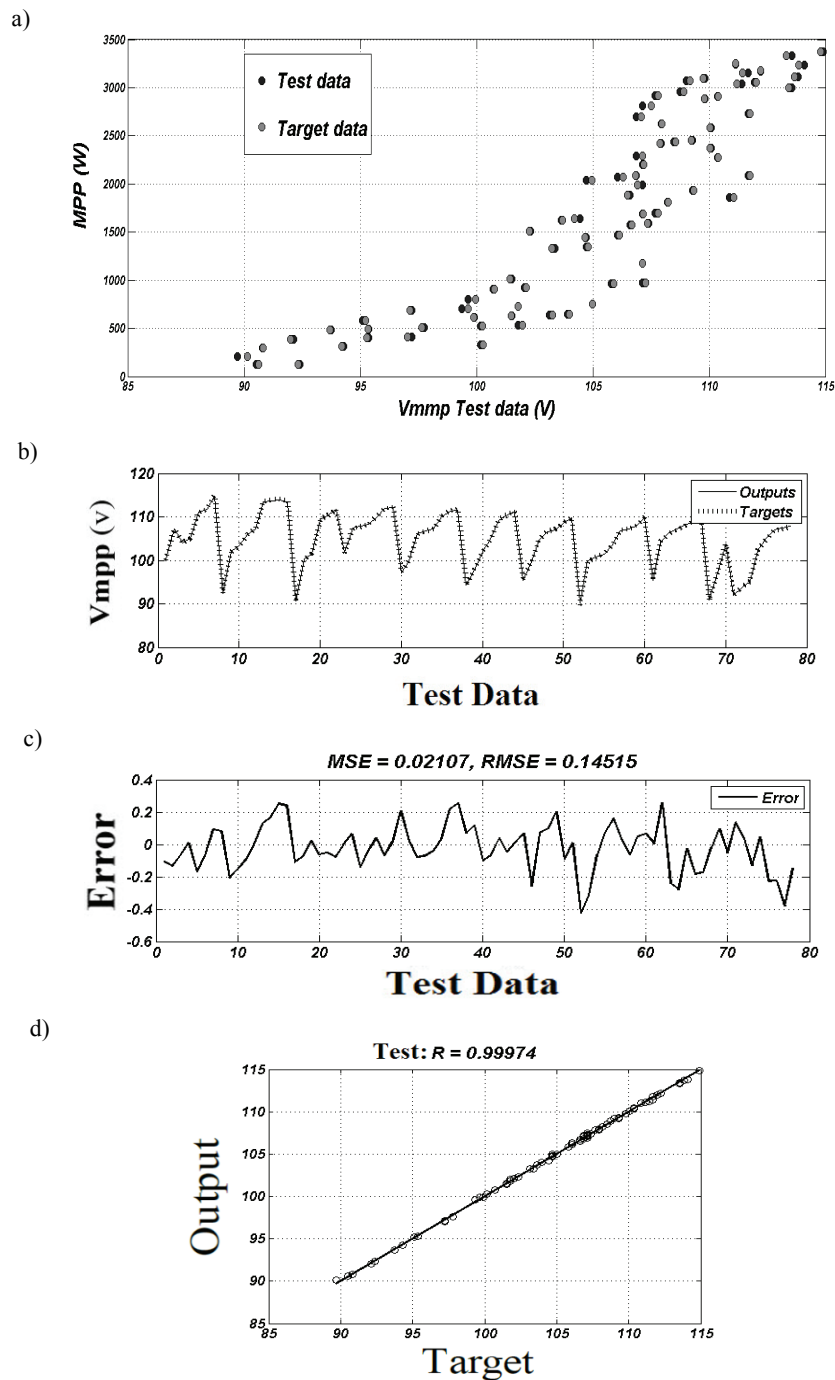 a)
MPP (W)
3500
3000
2500
2000
1500
1000
500
0
Test data
Target data
85 90 95 100 105 110 115
Vmmp Test data (V)
b)
Vmpp (v)
120
110
100
90
80
Outputs
Targets
0 10 20 30 40 50 60 70 80
Test Data
c)
MSE = 0.02107, RMSE = 0.14515
Error
0.4
0.2
0
-0.2
-0.4
-0.6
Error
0 10 20 30 40 50 60 70 80
Test Data
d)
Test: R = 0.99974
Output
115
110
105
100
95
90
85
85 90 95 100 105 110 115
Target